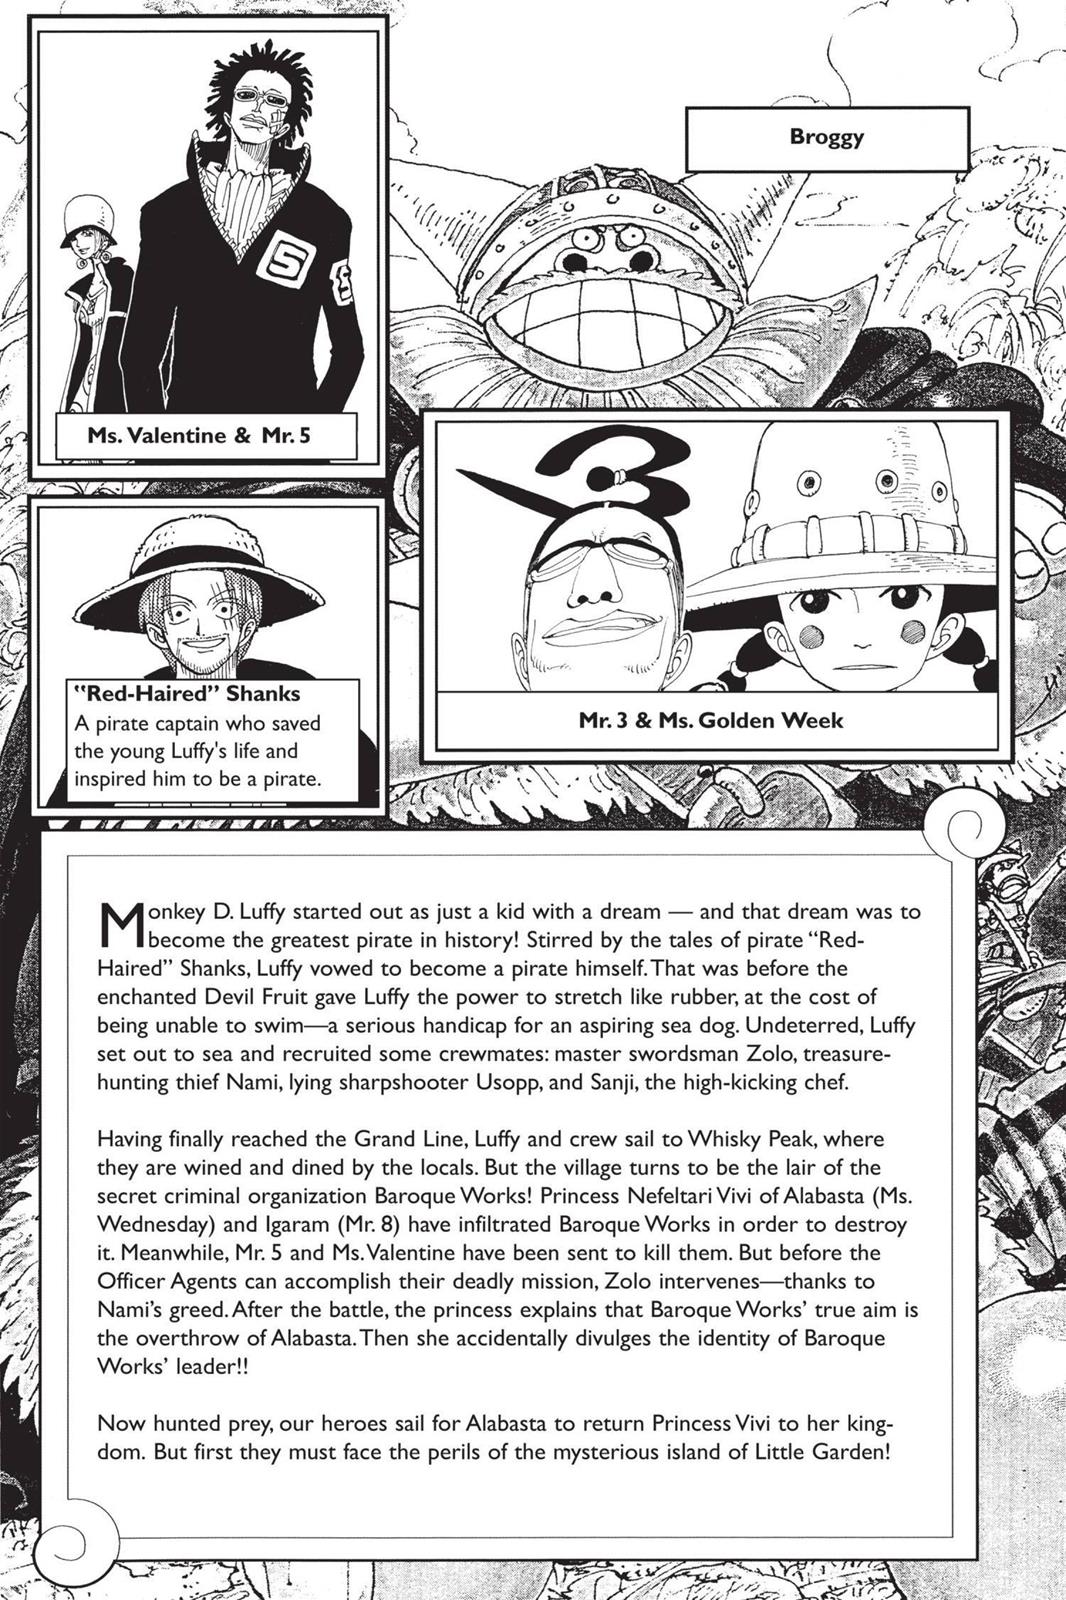 Broggy
5
5
Ms. Valentine & Mr. 5
3
Mr. 3 & Ms. Golden Week
"Red-Haired" Shanks
A pirate captain who saved
the young Luffy's life and
inspired him to be a pirate.
Monkey D. Luffy started out as just a kid with a dream — and that dream was to
become the greatest pirate in history! Stirred by the tales of pirate "Red-
Haired" Shanks, Luffy vowed to become a pirate himself. That was before the
enchanted Devil Fruit gave Luffy the power to stretch like rubber, at the cost of
being unable to swim—a serious handicap for an aspiring sea dog. Undeterred, Luffy
set out to sea and recruited some crewmates: master swordsman Zolo, treasure-
hunting thief Nami, lying sharpshooter Usopp, and Sanji, the high-kicking chef.
Having finally reached the Grand Line, Luffy and crew sail to Whisky Peak, where
they are wined and dined by the locals. But the village turns to be the lair of the
secret criminal organization Baroque Works! Princess Nefeltari Vivi of Alabasta (Ms.
Wednesday) and Igaram (Mr. 8) have infiltrated Baroque Works in order to destroy
it. Meanwhile, Mr. 5 and Ms. Valentine have been sent to kill them. But before the
Officer Agents can accomplish their deadly mission, Zolo intervenes—thanks to
Nami's greed. After the battle, the princess explains that Baroque Works' true aim is
the overthrow of Alabasta. Then she accidentally divulges the identity of Baroque
Works' leader!!
Now hunted prey, our heroes sail for Alabasta to return Princess Vivi to her king-
dom. But first they must face the perils of the mysterious island of Little Garden!